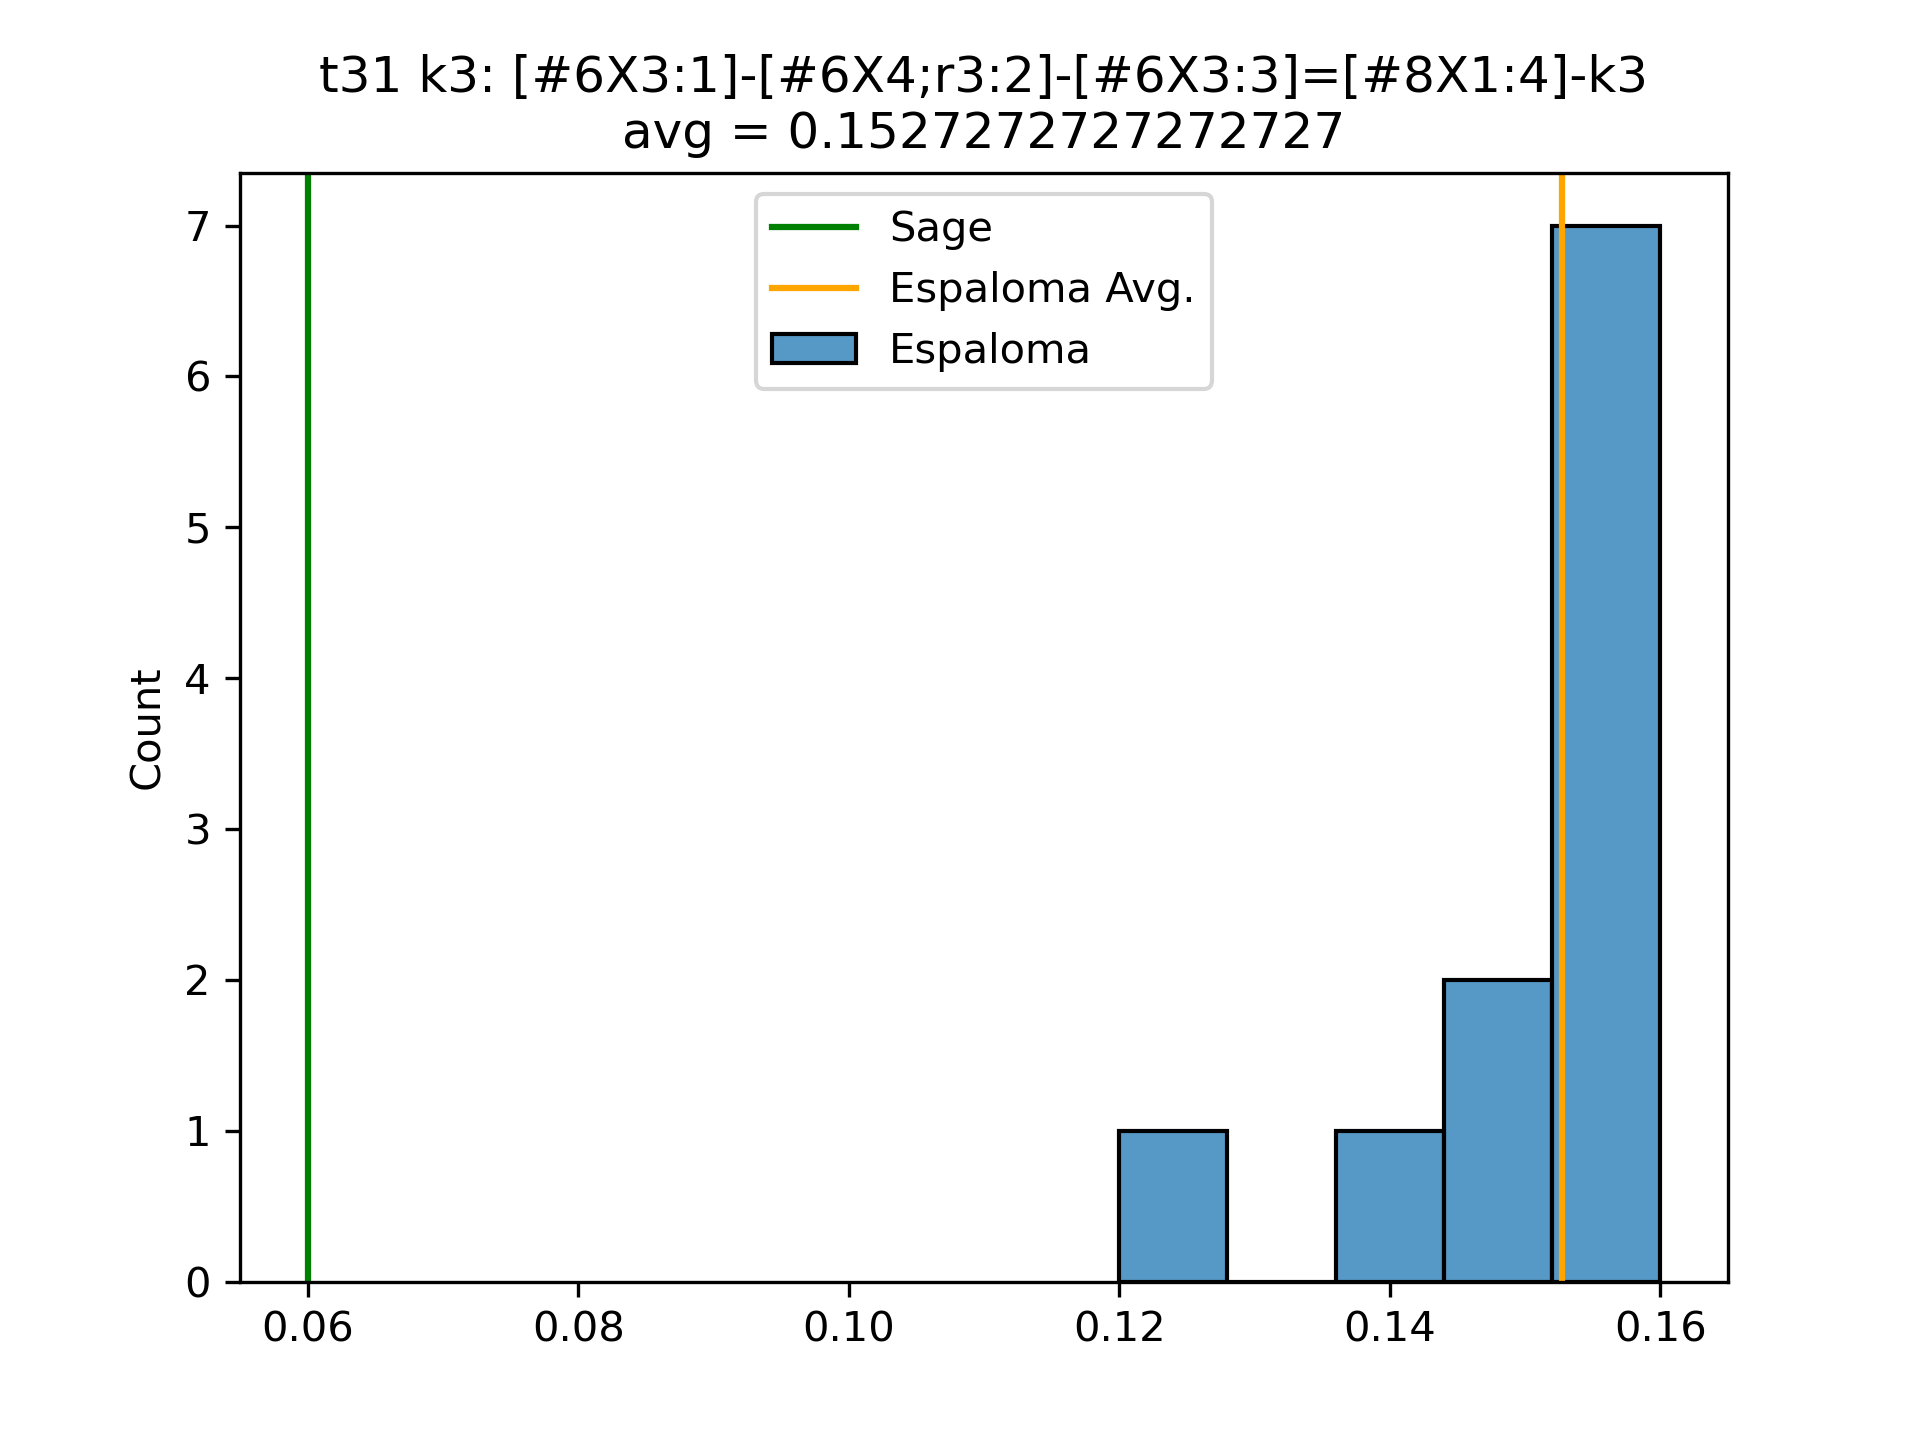 t31 k3: [#6X3:1]-[#6X4;r3:2]-[#6X3:3]=[#8X1:4]-k3
avg = 0.1527272727272727
Sage
Espaloma Avg.
Espaloma
7
6
5
4
3
2
1
0
Count
0.06 0.08 0.10 0.12 0.14 0.16